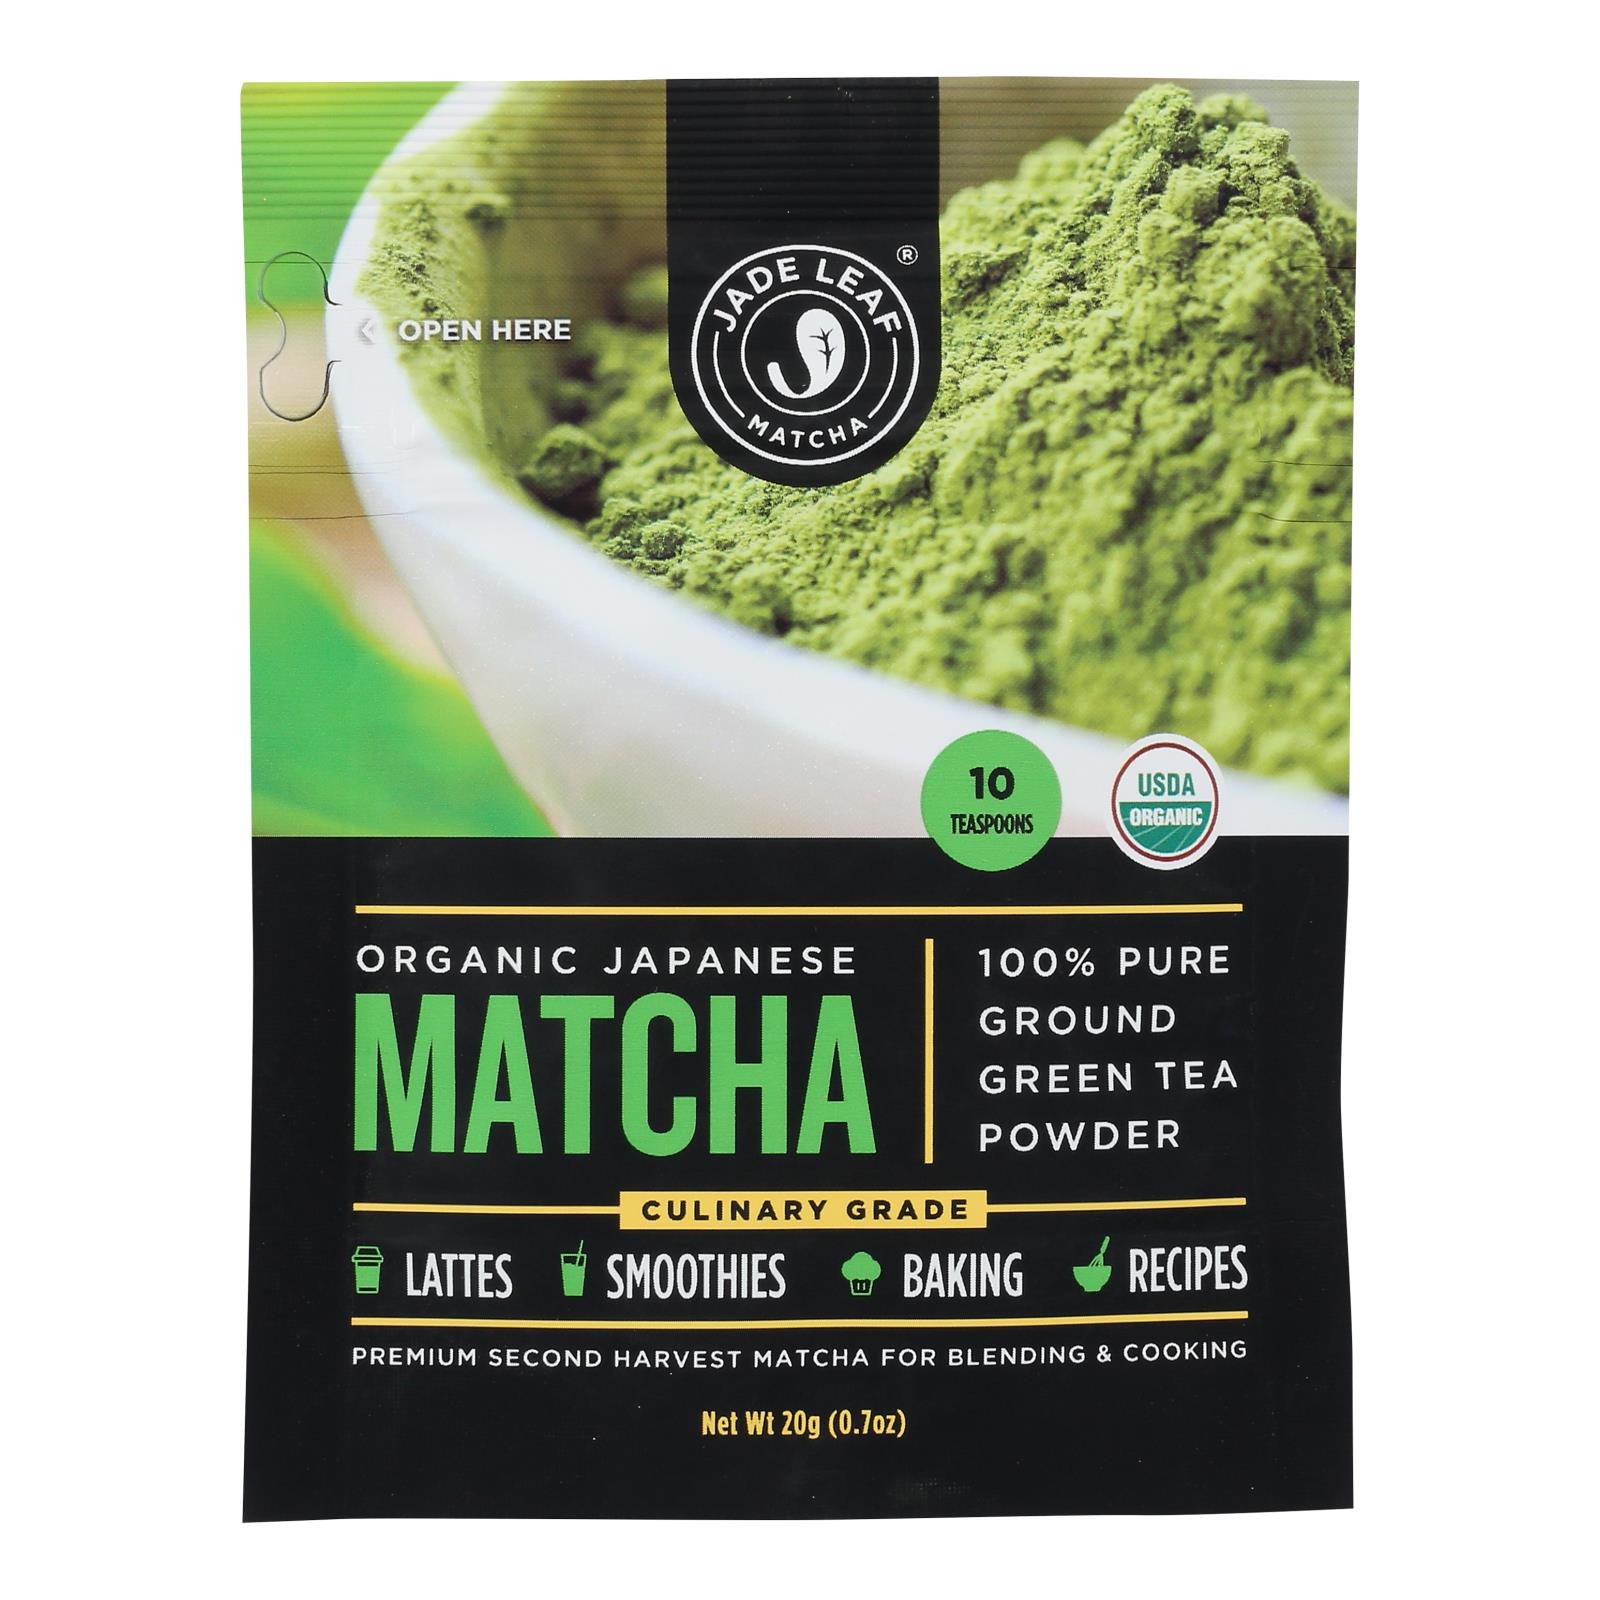 JADE LEAF
®
MATCHA
OPEN HERE
10
TEASPOONS
USDA
ORGANIC
ORGANIC JAPANESE
MATCHA
100% PURE
GROUND
GREEN TEA
POWDER
CULINARY GRADE
LATTES
SMOOTHIES
BAKING
RECIPES
PREMIUM SECOND HARVEST MATCHA FOR BLENDING & COOKING
Net Wt 20g (0.7oz)